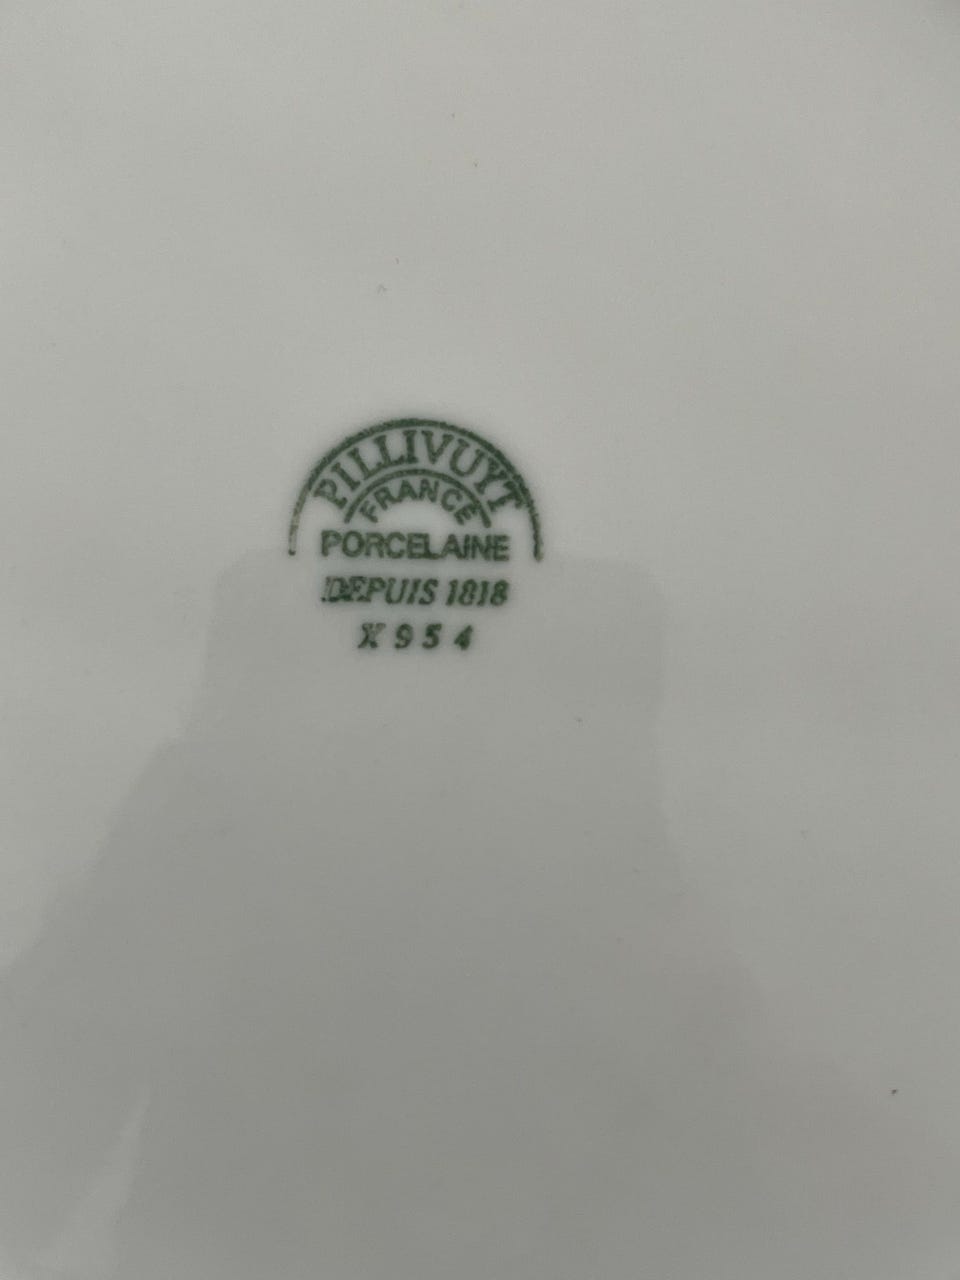 PILLIVUYT
FRANCE
PORCELAINE
DEPUIS 1818
X 9 5 4